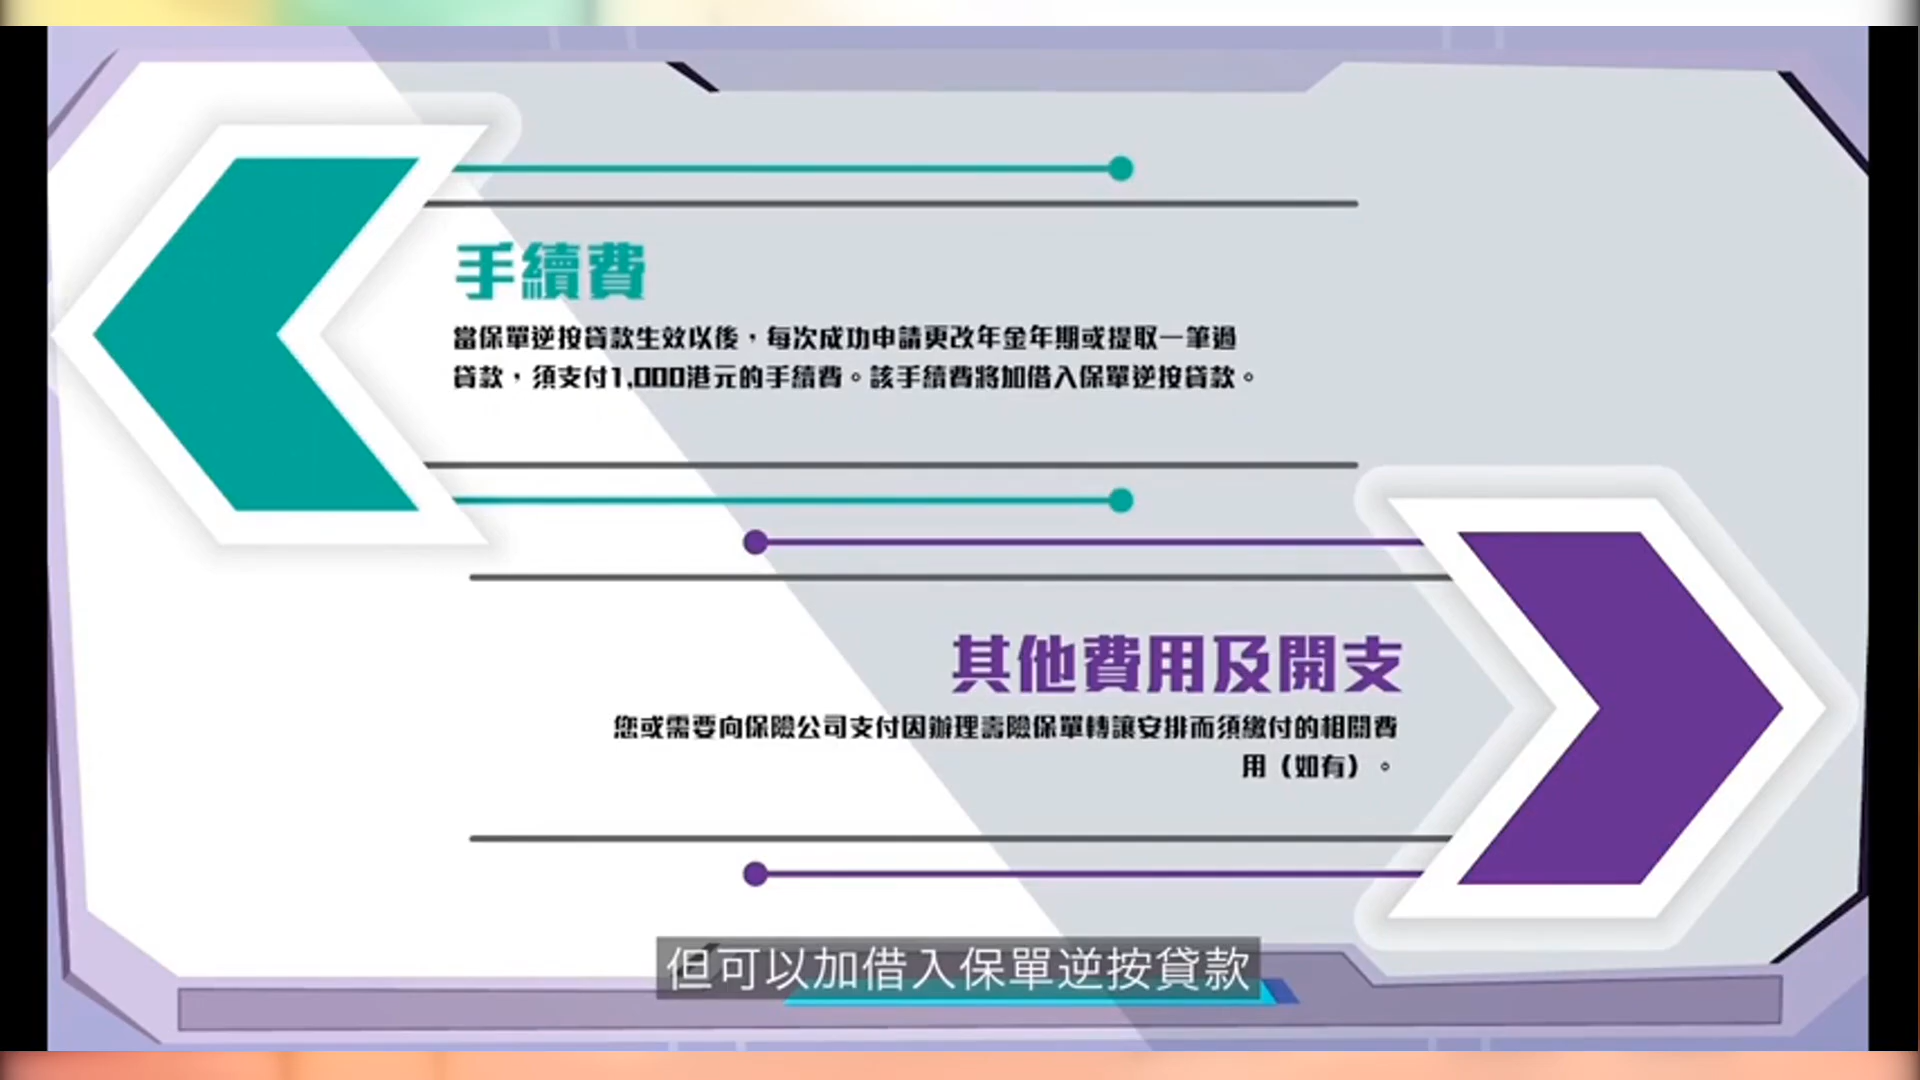 手續費
當保單逆按貸款生效以後，每次成功申請更改年金年期或提取一筆過
貸款，須支付1,000港元的手續費。該手續費將加借入保單逆按貸款。
其他費用及開支
您或需要向保險公司支付因辦理壽險保單轉讓安排而須繳付的相關費
用（如有）。
但可以加借入保單逆按貸款